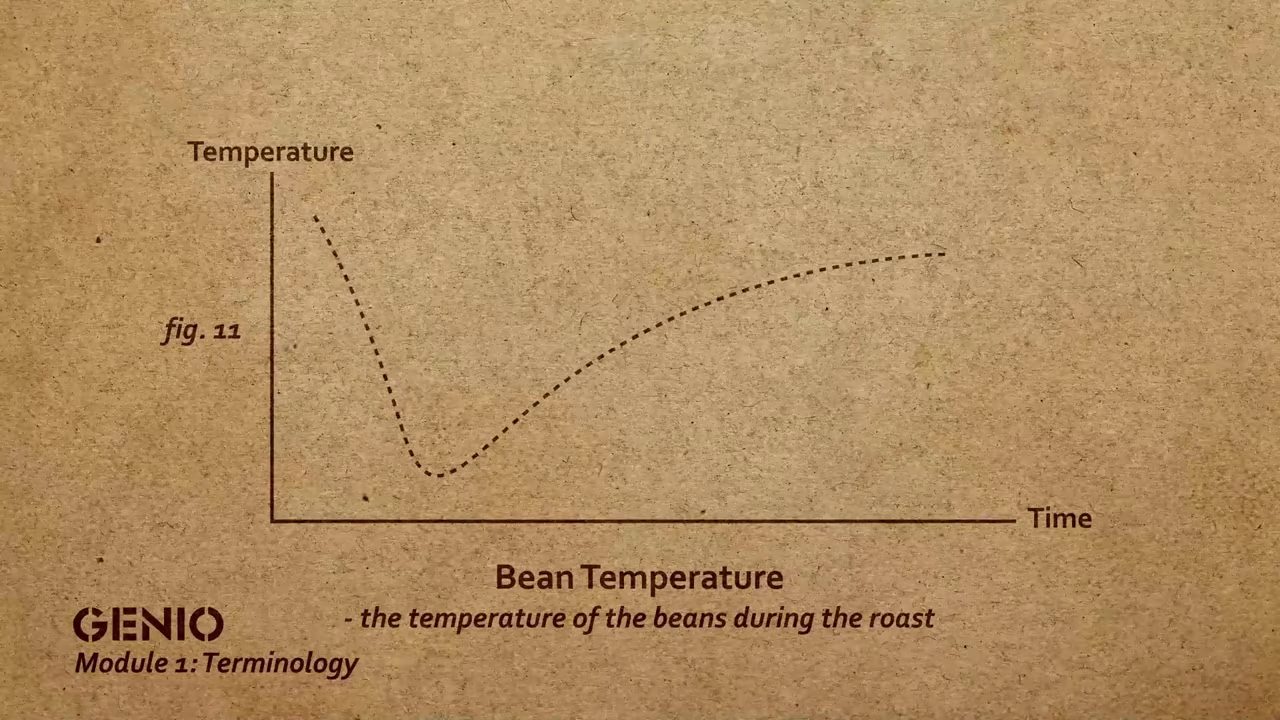 Temperature
fig. 11
Time
Bean Temperature
- the temperature of the beans during the roast
GENIO
Module 1: Terminology